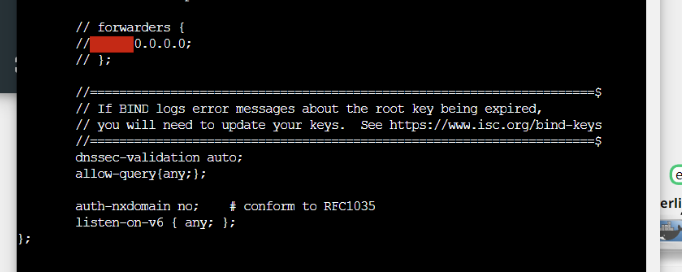 // forwarders {
// 0.0.0.0;
// };
//=====================================================================$
// If BIND logs error messages about the root key being expired,
// you will need to update your keys. See https://www.isc.org/bind-keys
//=====================================================================$
dnssec-validation auto;
allow-query{any;};
auth-nxdomain no; # conform to RFC1035
listen-on-v6 { any; };
};
e
erli